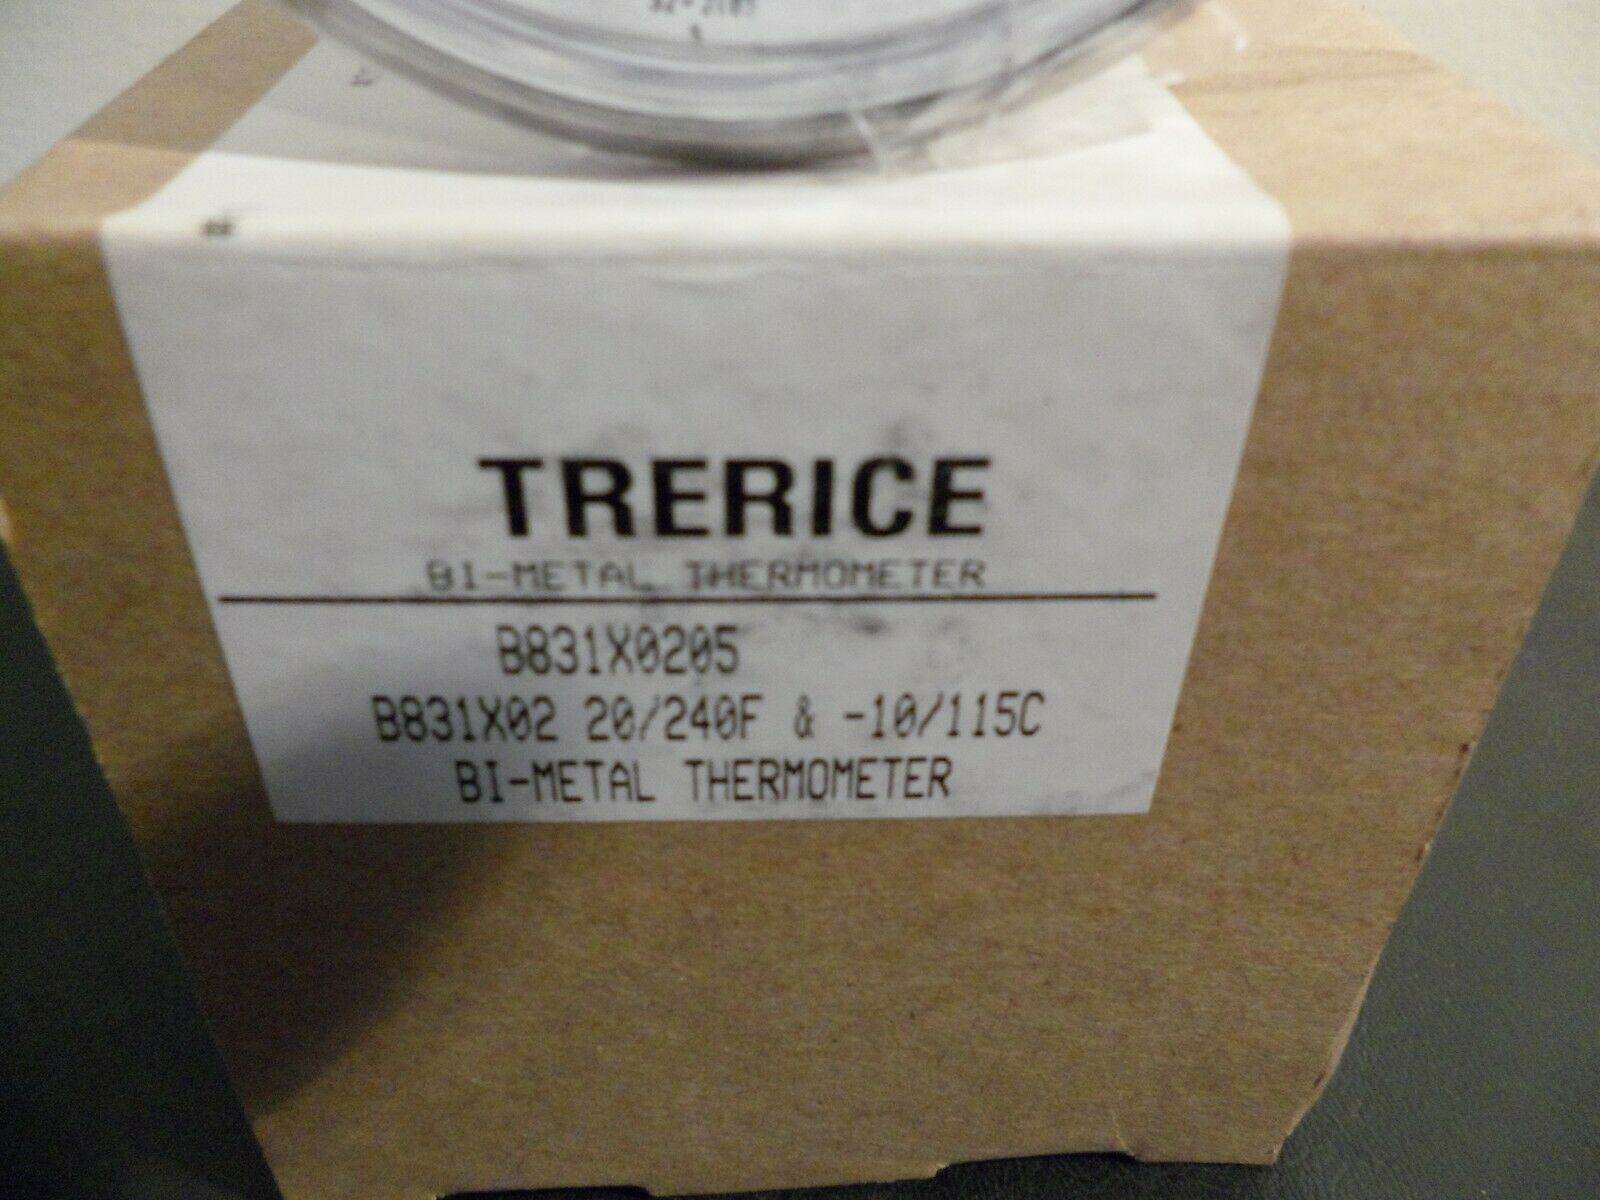 TRERICE
BI-METAL THERMOMETER
B831X0205
B831X02 20/240F & -10/115C
BI-METAL THERMOMETER